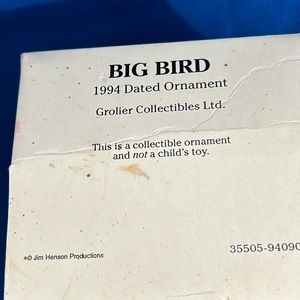 BIG BIRD
1994 Dated Ornament
Grolier Collectibles Ltd.
This is a collectible ornament
and not a child's toy.
© Jim Henson Productions
35505-94090